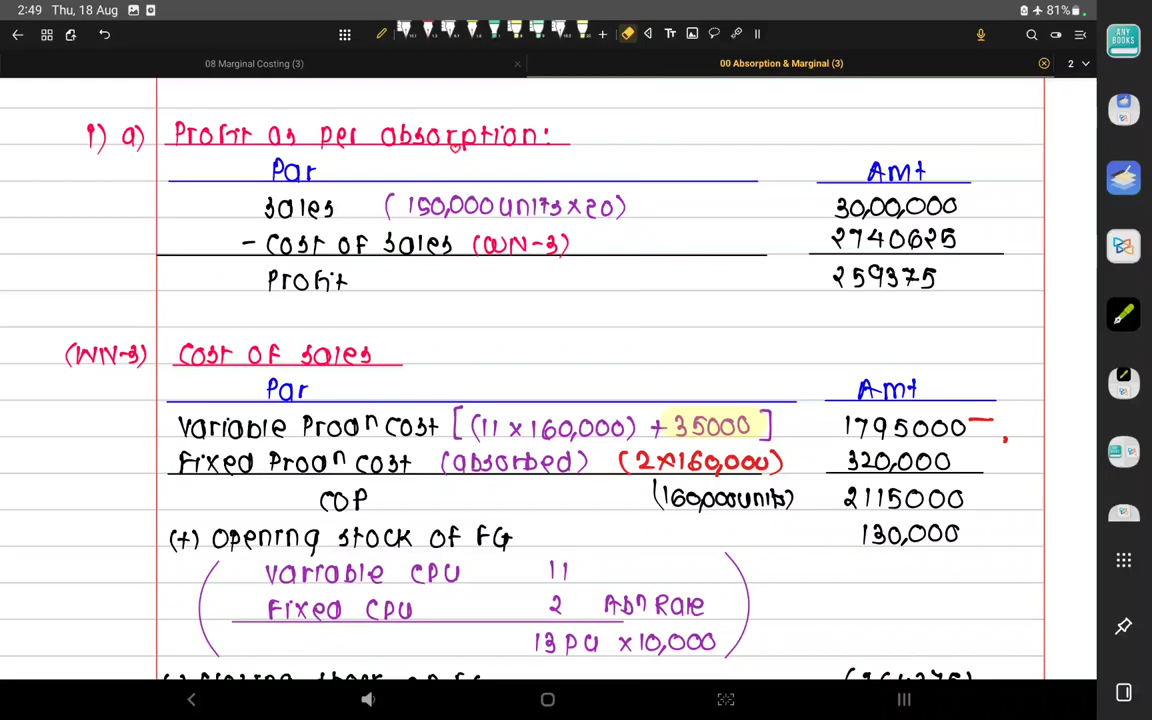 2:49 Thu, 18 Aug 81%
08 Marginal Costing (3) × 00 Absorption & Marginal (3) 2
ANY BOOKS
1) a) Profit as per absorption:
Par Amt
Sales (150,000 units x 20) 30,00,000
- Cost of Sales (WN-3) 2740625
Profit 259375
(WN-3) Cost of sales
Par Amt
Variable Prodn Cost [(11 x 160,000) + 35000] 1795000
Fixed Prodn Cost (absorbed) (2x160,000) 320,000
COP (160,000 units) 2115000
(+) Opening stock of FG 130,000
Variable CPU 11
Fixed CPU 2 Absn Rate
13 PU x 10,000